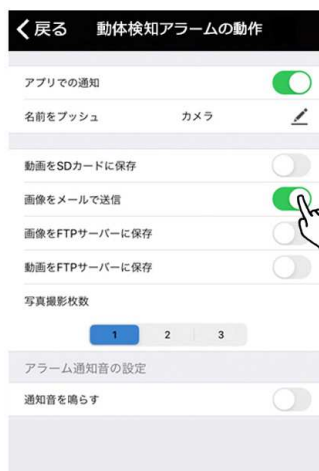 戻る 動体検知アラームの動作
アプリでの通知
名前をプッシュ カメラ
動画をSDカードに保存
画像をメールで送信
画像をFTPサーバーに保存
動画をFTPサーバーに保存
写真撮影枚数
1 2 3
アラーム通知音の設定
通知音を鳴らす